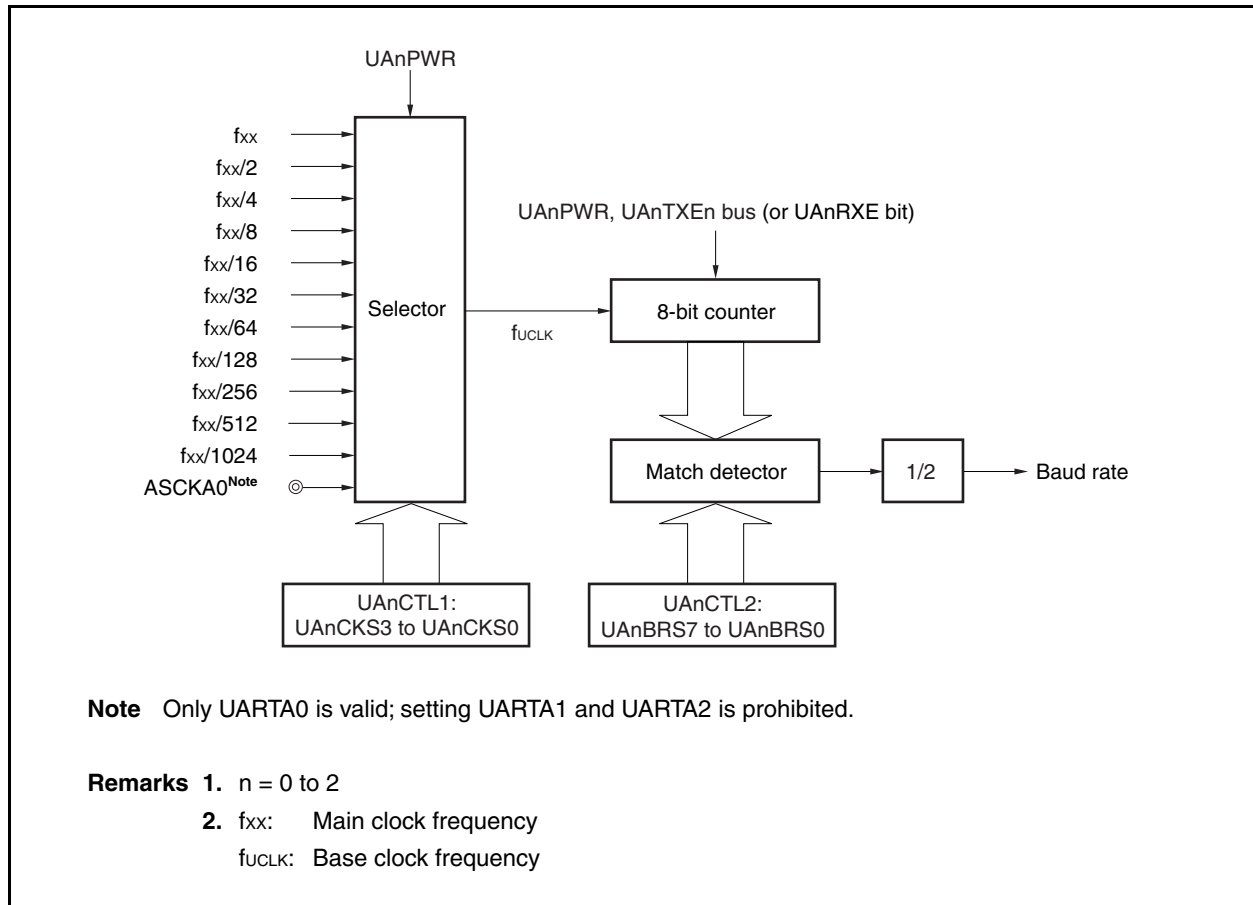 UAnPWR
fXX
fXX/2
fXX/4
fXX/8
fXX/16
fXX/32
fXX/64
fXX/128
fXX/256
fXX/512
fXX/1024
ASCKA0Note
Selector
fUCLK
UAnPWR, UAnTXEn bus (or UAnRXE bit)
8-bit counter
Match detector
1/2
Baud rate
UAnCTL1:
UAnCKS3 to UAnCKS0
UAnCTL2:
UAnBRS7 to UAnBRS0
Note Only UARTA0 is valid; setting UARTA1 and UARTA2 is prohibited.
Remarks 1. n = 0 to 2
2. fXX: Main clock frequency
fUCLK: Base clock frequency